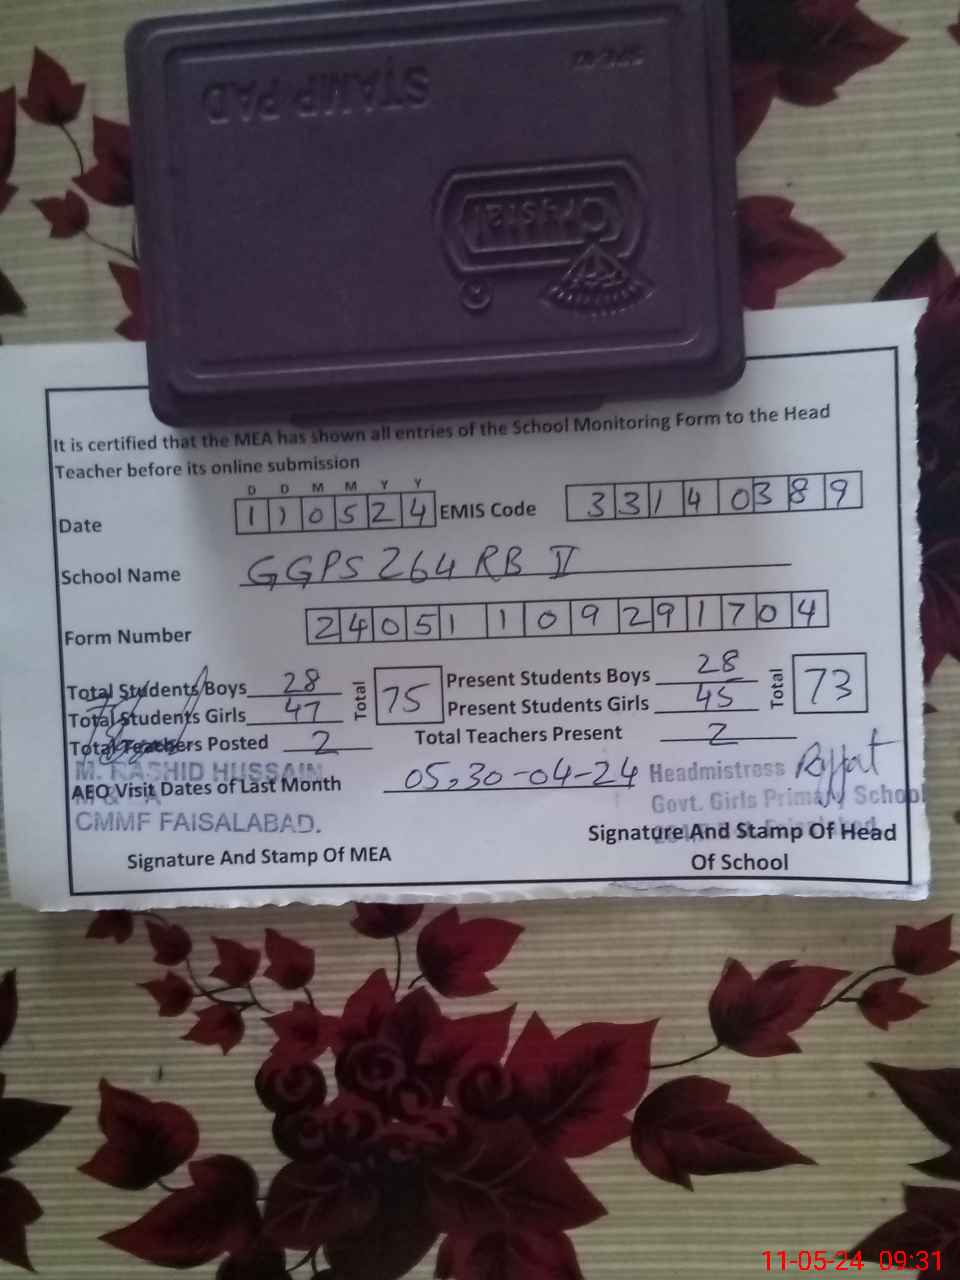 STAMP PAD
Crystal
It is certified that the MEA has shown all entries of the School Monitoring Form to the Head
Teacher before its online submission
D D M M Y Y
Date 110524 EMIS Code 33140389
School Name GGPS 264 RB II
Form Number 24051109291704
Total Students Boys 28 Total 75 Present Students Boys 28 Total 73
Total Students Girls 47 Present Students Girls 45
Total Teachers Posted 2 Total Teachers Present 2
M. RASHID HUSSAIN
AEO Visit Dates of Last Month 05,30-04-24 Headmistress
Govt. Girls Primary School
CMMF FAISALABAD.
Signature And Stamp Of MEA
Signature And Stamp Of Head
Of School
11-05-24 09:31